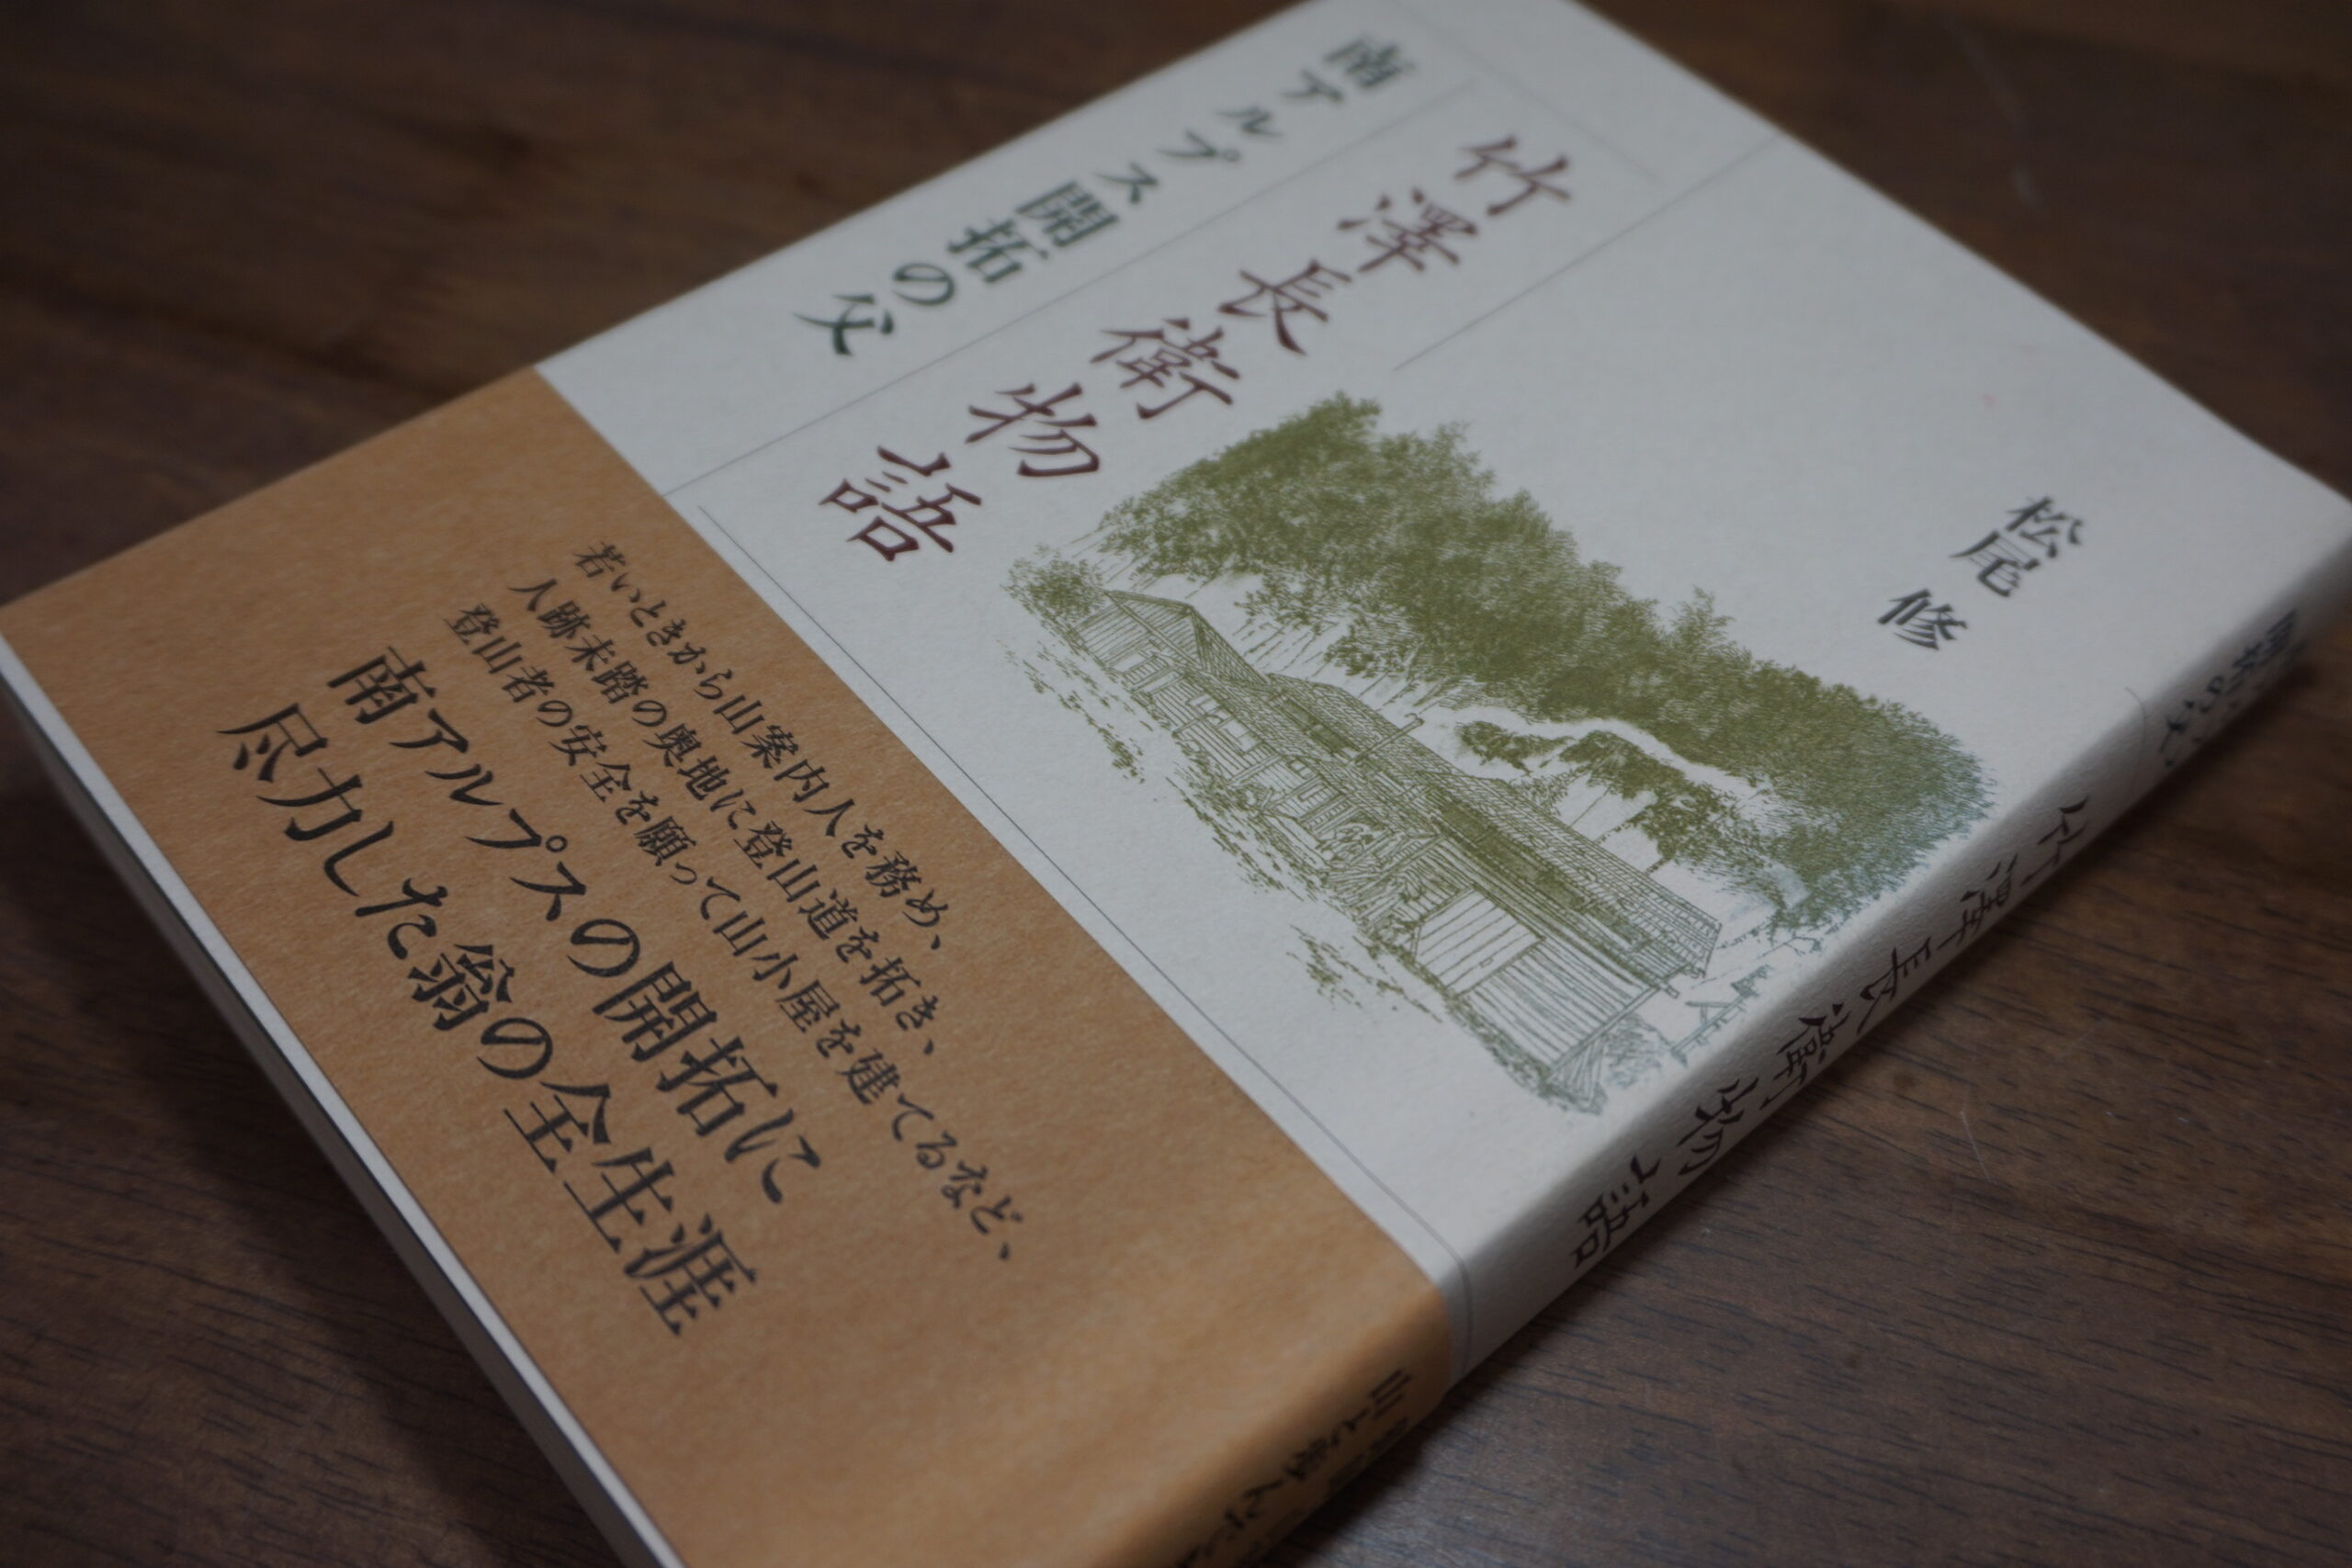 南アルプス開拓の父
竹澤長衛物語
松尾 修
若いときから山案内人を務め、
人跡未踏の奥地に登山道を拓き、
登山者の安全を願って山小屋を建てるなど、
南アルプスの開拓に
尽力した翁の全生涯
竹澤長衛物語